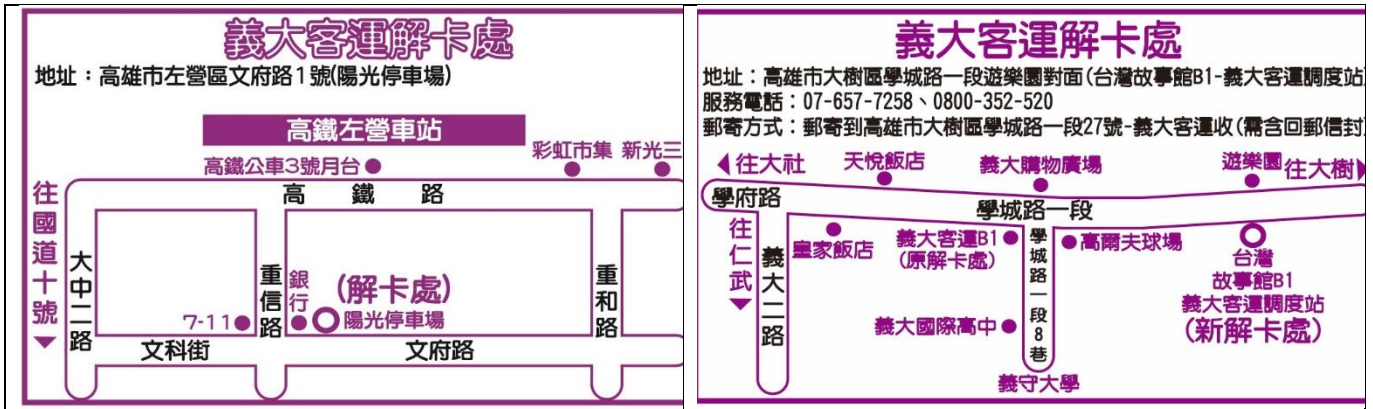 義大客運解卡處
地址：高雄市左營區文府路1號(陽光停車場)
高鐵左營車站
高鐵公車3號月台
彩虹市集
新光三
高鐵路
往國道十號
大中二路
重信路
銀行
(解卡處)
陽光停車場
7-11
重和路
文科街
文府路
義大客運解卡處
地址：高雄市大樹區學城路一段遊樂園對面(台灣故事館B1-義大客運調度站
服務電話：07-657-7258、0800-352-520
郵寄方式：郵寄到高雄市大樹區學城路一段27號-義大客運收(需含回郵信封
往大社
天悅飯店
義大購物廣場
遊樂園
往大樹
學府路
學城路一段
往仁武
義大二路
皇家飯店
義大客運B1
(原解卡處)
學城路一段8巷
高爾夫球場
台灣
故事館B1
義大客運調度站
(新解卡處)
義大國際高中
義守大學